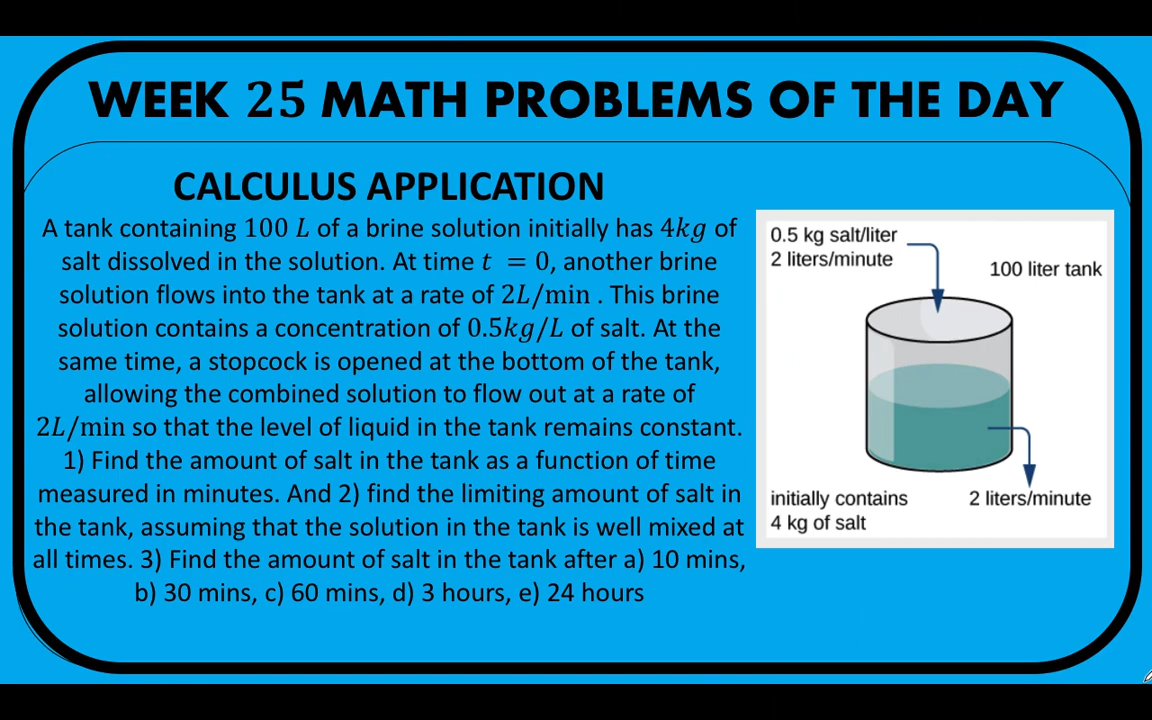 WEEK 25 MATH PROBLEMS OF THE DAY
CALCULUS APPLICATION
A tank containing 100 L of a brine solution initially has 4kg of
salt dissolved in the solution. At time t = 0, another brine
solution flows into the tank at a rate of 2L/min . This brine
solution contains a concentration of 0.5kg/L of salt. At the
same time, a stopcock is opened at the bottom of the tank,
allowing the combined solution to flow out at a rate of
2L/min so that the level of liquid in the tank remains constant.
1) Find the amount of salt in the tank as a function of time
measured in minutes. And 2) find the limiting amount of salt in
the tank, assuming that the solution in the tank is well mixed at
all times. 3) Find the amount of salt in the tank after a) 10 mins,
b) 30 mins, c) 60 mins, d) 3 hours, e) 24 hours
0.5 kg salt/liter
2 liters/minute
100 liter tank
initially contains
4 kg of salt
2 liters/minute